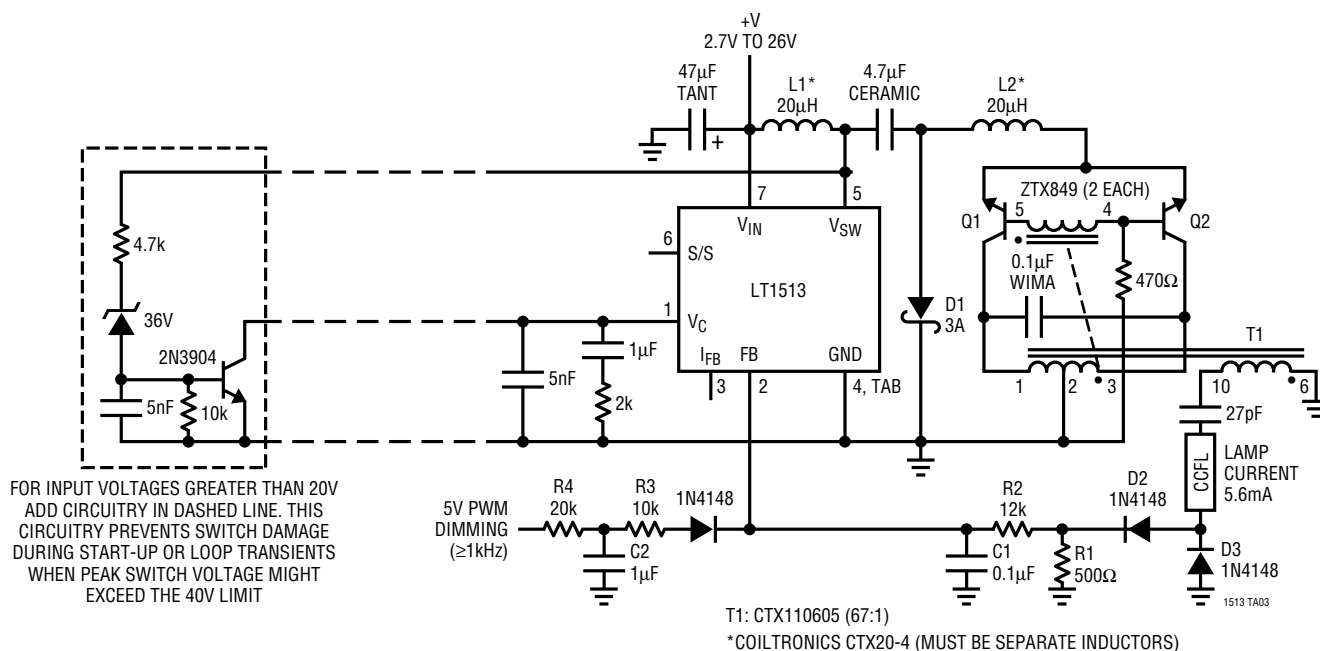 +V
2.7V TO 26V
47µF
TANT
+
L1*
20µH
4.7µF
CERAMIC
L2*
20µH
7
5
VIN
VSW
6
S/S
LT1513
1
VC
IFB
FB
GND
3
2
4, TAB
4.7k
36V
2N3904
5nF
10k
5nF
1µF
2k
D1
3A
ZTX849 (2 EACH)
Q1
5
4
Q2
0.1µF
WIMA
470Ω
T1
1
2
3
10
6
27pF
CCFL
LAMP
CURRENT
5.6mA
FOR INPUT VOLTAGES GREATER THAN 20V
ADD CIRCUITRY IN DASHED LINE. THIS
CIRCUITRY PREVENTS SWITCH DAMAGE
DURING START-UP OR LOOP TRANSIENTS
WHEN PEAK SWITCH VOLTAGE MIGHT
EXCEED THE 40V LIMIT
5V PWM
DIMMING
(≥1kHz)
R4
20k
R3
10k
1N4148
C2
1µF
R2
12k
D2
1N4148
C1
0.1µF
R1
500Ω
D3
1N4148
1513 TA03
T1: CTX110605 (67:1)
*COILTRONICS CTX20-4 (MUST BE SEPARATE INDUCTORS)